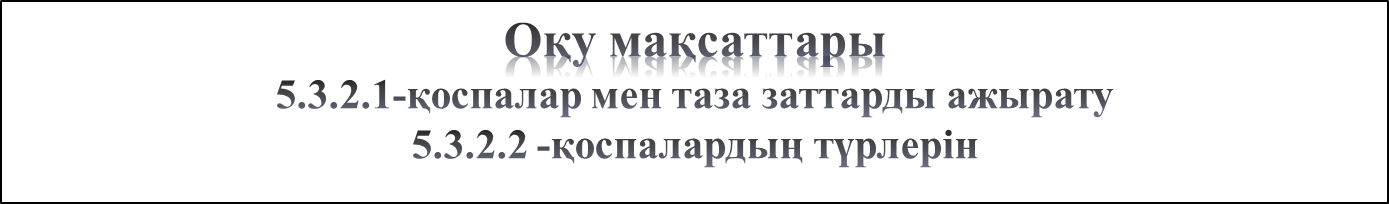 Оқу мақсаттары
5.3.2.1-қоспалар мен таза заттарды ажырату
5.3.2.2 -қоспалардың түрлерін